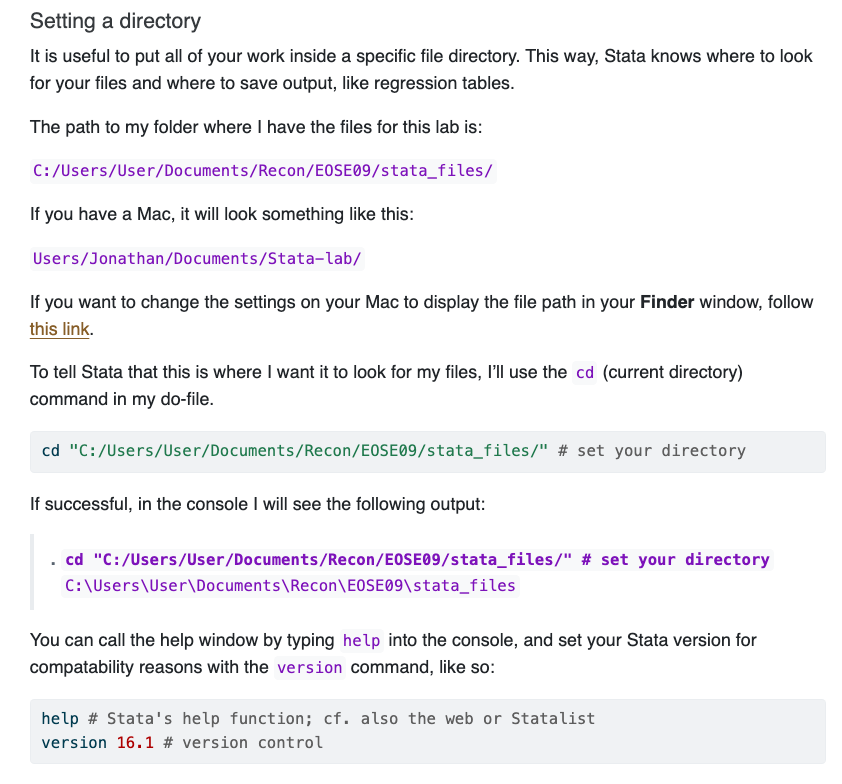 Setting a directory
It is useful to put all of your work inside a specific file directory. This way, Stata knows where to look
for your files and where to save output, like regression tables.
The path to my folder where I have the files for this lab is:
C:/Users/User/Documents/Recon/EOSE09/stata_files/
If you have a Mac, it will look something like this:
Users/Jonathan/Documents/Stata-lab/
If you want to change the settings on your Mac to display the file path in your Finder window, follow
this link.
To tell Stata that this is where I want it to look for my files, I’ll use the cd (current directory)
command in my do-file.
cd "C:/Users/User/Documents/Recon/EOSE09/stata_files/" # set your directory
If successful, in the console I will see the following output:
. cd "C:/Users/User/Documents/Recon/EOSE09/stata_files/" # set your directory
C:\Users\User\Documents\Recon\EOSE09\stata_files
You can call the help window by typing help into the console, and set your Stata version for
compatability reasons with the version command, like so:
help # Stata's help function; cf. also the web or Statalist
version 16.1 # version control